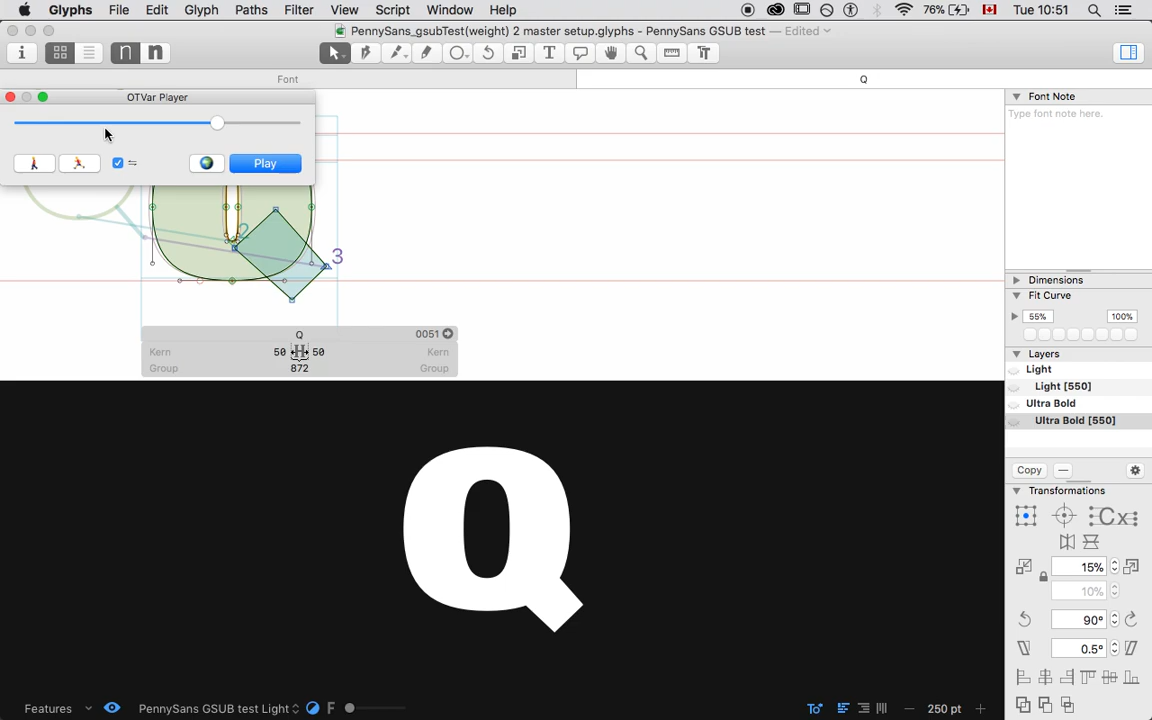 Glyphs File Edit Glyph Paths Filter View Script Window Help 76% Tue 10:51
PennySans_gsubTest(weight) 2 master setup.glyphs - PennySans GSUB test — Edited
i n n T T
Font Q
OTVar Player
Play
2
3
Q 0051
Kern 50 H 50 Kern
Group 872 Group
Font Note
Type font note here.
Dimensions
Fit Curve
55% 100%
Layers
Light
Light [550]
Ultra Bold
Ultra Bold [550]
Copy
Transformations
Cx
15%
10%
90°
0.5°
Q
Features PennySans GSUB test Light F 250 pt